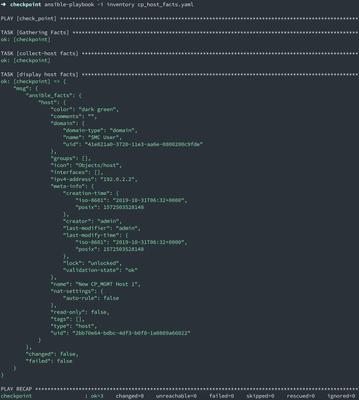 → checkpoint ansible-playbook -i inventory cp_host_facts.yaml
PLAY [check_point] ****
TASK [Gathering Facts] ****
ok: [checkpoint]
TASK [collect-host facts] ****
ok: [checkpoint]
TASK [display host facts] ****
ok: [checkpoint] => {
"msg": {
"ansible_facts": {
"host": {
"color": "dark green",
"comments": "",
"domain": {
"domain-type": "domain",
"name": "SMC User",
"uid": "41e821a0-3720-11e3-aa6e-0800200c9fde"
},
"groups": [],
"icon": "Objects/host",
"interfaces": [],
"ipv4-address": "192.0.2.2",
"meta-info": {
"creation-time": {
"iso-8601": "2019-10-31T06:32+0000",
"posix": 1572503528148
},
"creator": "admin",
"last-modifier": "admin",
"last-modify-time": {
"iso-8601": "2019-10-31T06:32+0000",
"posix": 1572503528148
},
"lock": "unlocked",
"validation-state": "ok"
},
"name": "New CP_MGMT Host 1",
"nat-settings": {
"auto-rule": false
},
"read-only": false,
"tags": [],
"type": "host",
"uid": "2bb70e64-bdbc-4df3-b0f8-1a8089a66022"
}
},
"changed": false,
"failed": false
}
}
PLAY RECAP ****
checkpoint : ok=3 changed=0 unreachable=0 failed=0 skipped=0 rescued=0 ignored=0